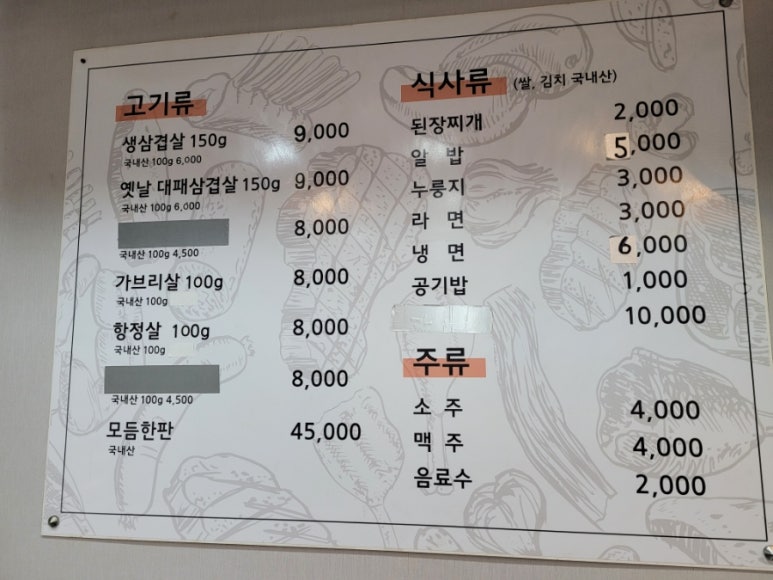 고기류
생삼겹살 150g 9,000
국내산 100g 6,000
옛날 대패삼겹살 150g 9,000
국내산 100g 6,000
8,000
국내산 100g 4,500
가브리살 100g 8,000
국내산 100g
항정살 100g 8,000
국내산 100g
8,000
국내산 100g 4,500
모듬한판 45,000
국내산
식사류 (쌀, 김치 국내산)
된장찌개 2,000
알 밥 5,000
누룽지 3,000
라 면 3,000
냉 면 6,000
공기밥 1,000
10,000
주류
소 주 4,000
맥 주 4,000
음료수 2,000